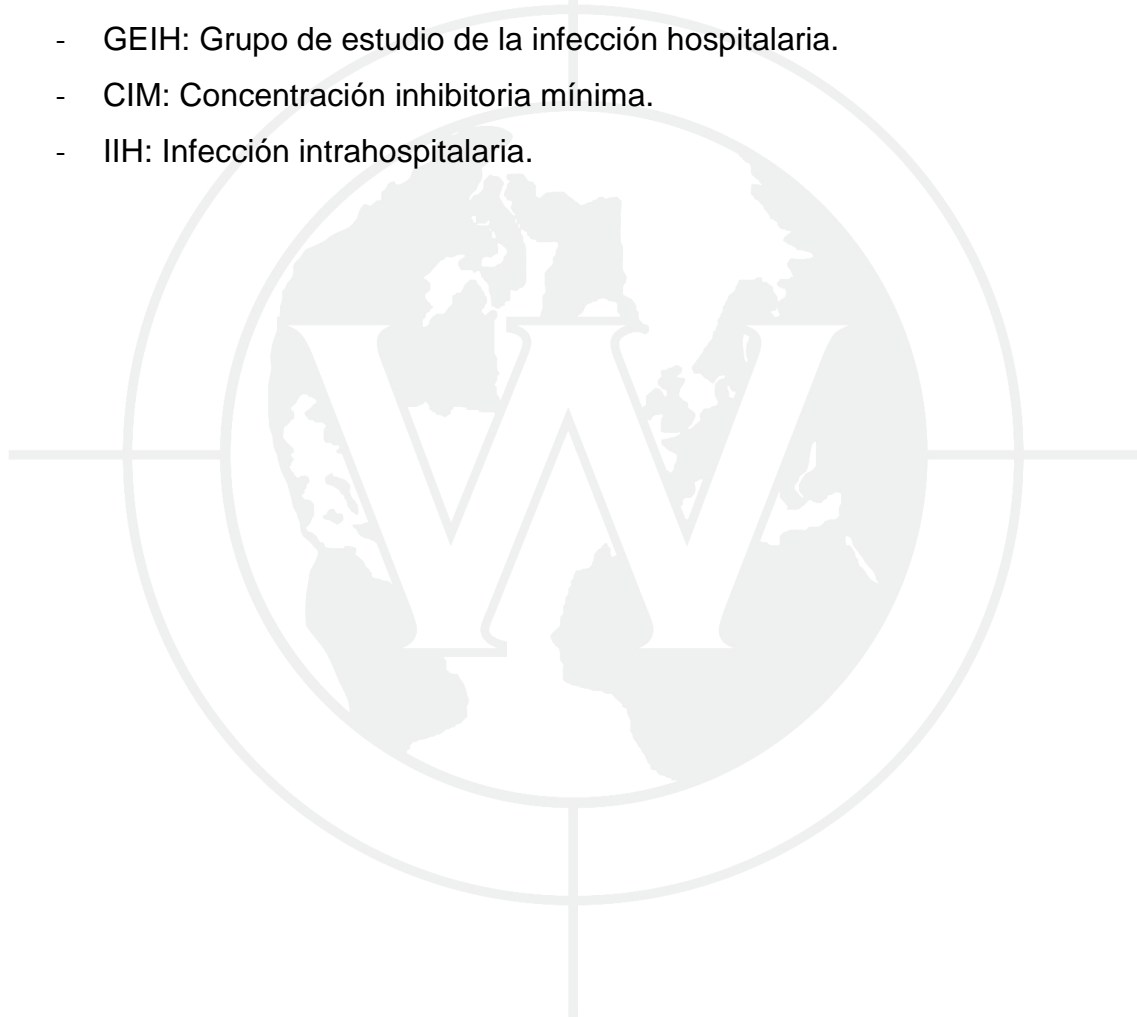 - GEIH: Grupo de estudio de la infección hospitalaria.
- CIM: Concentración inhibitoria mínima.
- IIH: Infección intrahospitalaria.
W